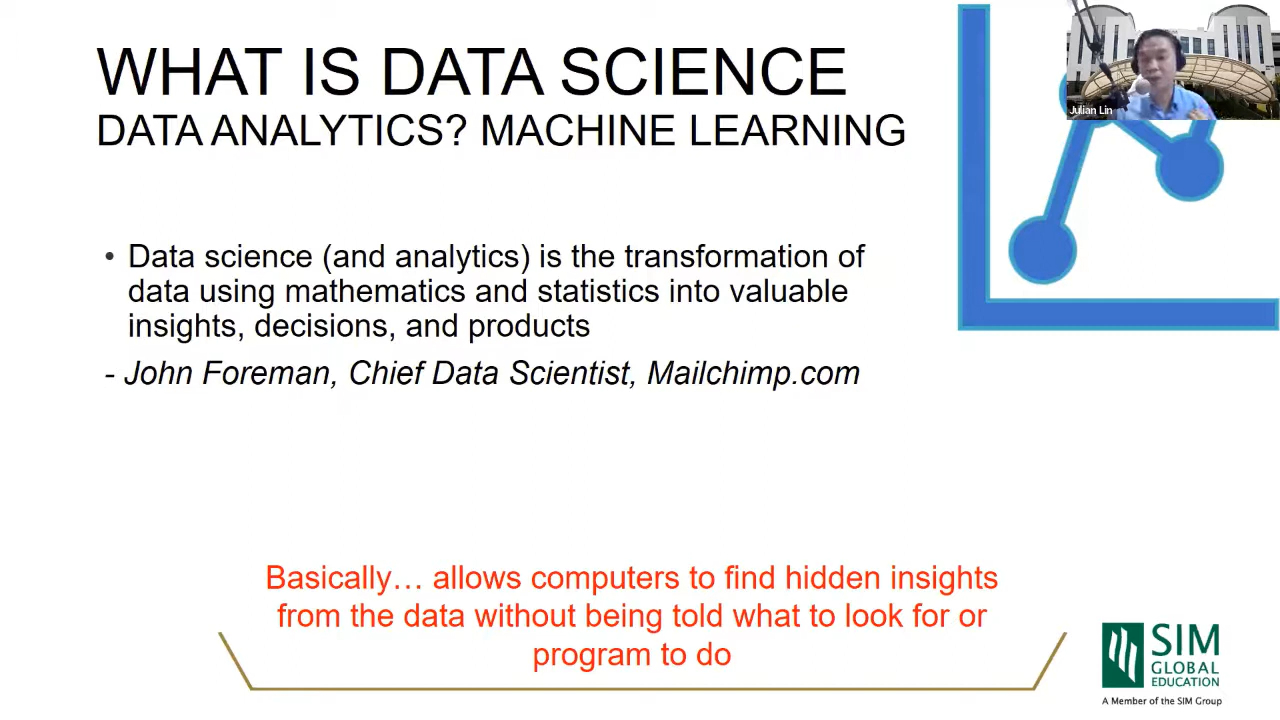 WHAT IS DATA SCIENCE
DATA ANALYTICS? MACHINE LEARNING
Julian Lin
• Data science (and analytics) is the transformation of
data using mathematics and statistics into valuable
insights, decisions, and products
- John Foreman, Chief Data Scientist, Mailchimp.com
Basically… allows computers to find hidden insights
from the data without being told what to look for or
program to do
SIM
GLOBAL
EDUCATION
A Member of the SIM Group